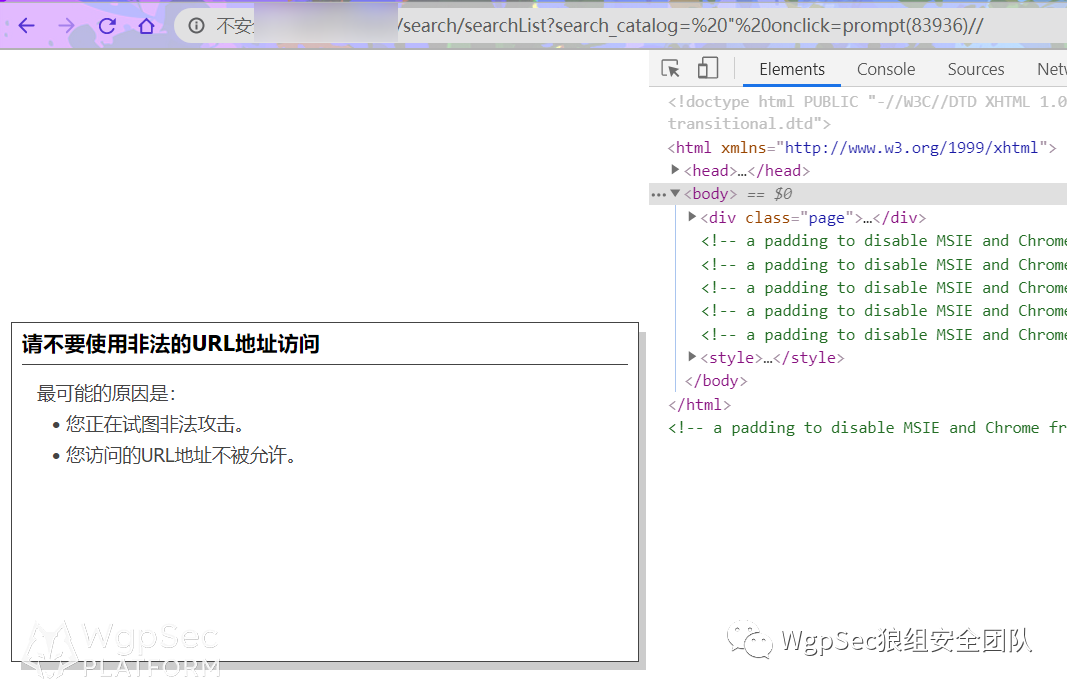 不安
/search/searchList?search_catalog=%20"%20onclick=prompt(83936)//
Elements Console Sources Netw
<!doctype html PUBLIC "-//W3C//DTD XHTML 1.0
transitional.dtd">
<html xmlns="http://www.w3.org/1999/xhtml">
<head>…</head>
<body> == $0
<div class="page">…</div>
<!-- a padding to disable MSIE and Chrome
<!-- a padding to disable MSIE and Chrome
<!-- a padding to disable MSIE and Chrome
<!-- a padding to disable MSIE and Chrome
<!-- a padding to disable MSIE and Chrome
<style>…</style>
</body>
</html>
<!-- a padding to disable MSIE and Chrome fr
请不要使用非法的URL地址访问
最可能的原因是:
•您正在试图非法攻击。
•您访问的URL地址不被允许。
WgpSec
PLATFORM
WgpSec狼组安全团队